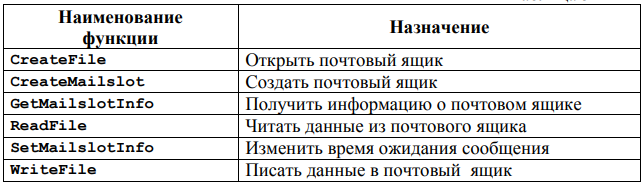 Наименование
функции
Назначение
CreateFile Открыть почтовый ящик
CreateMailslot Создать почтовый ящик
GetMailslotInfo Получить информацию о почтовом ящике
ReadFile Читать данные из почтового ящика
SetMailslotInfo Изменить время ожидания сообщения
WriteFile Писать данные в почтовый ящик